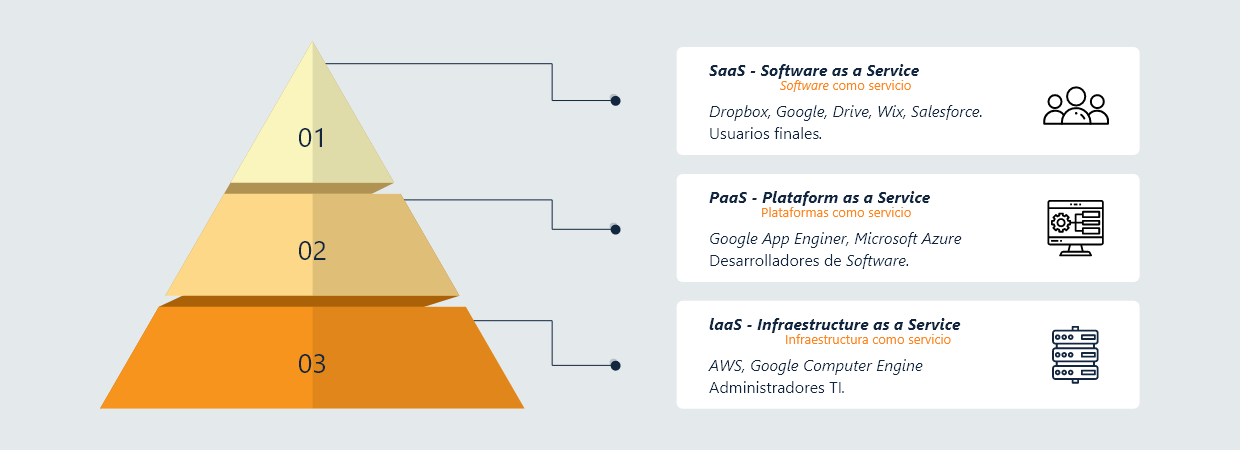 01
02
03
SaaS - Software as a Service
Software como servicio
Dropbox, Google, Drive, Wix, Salesforce.
Usuarios finales.
PaaS - Plataform as a Service
Plataformas como servicio
Google App Enginer, Microsoft Azure
Desarrolladores de Software.
laaS - Infraestructure as a Service
Infraestructura como servicio
AWS, Google Computer Engine
Administradores TI.